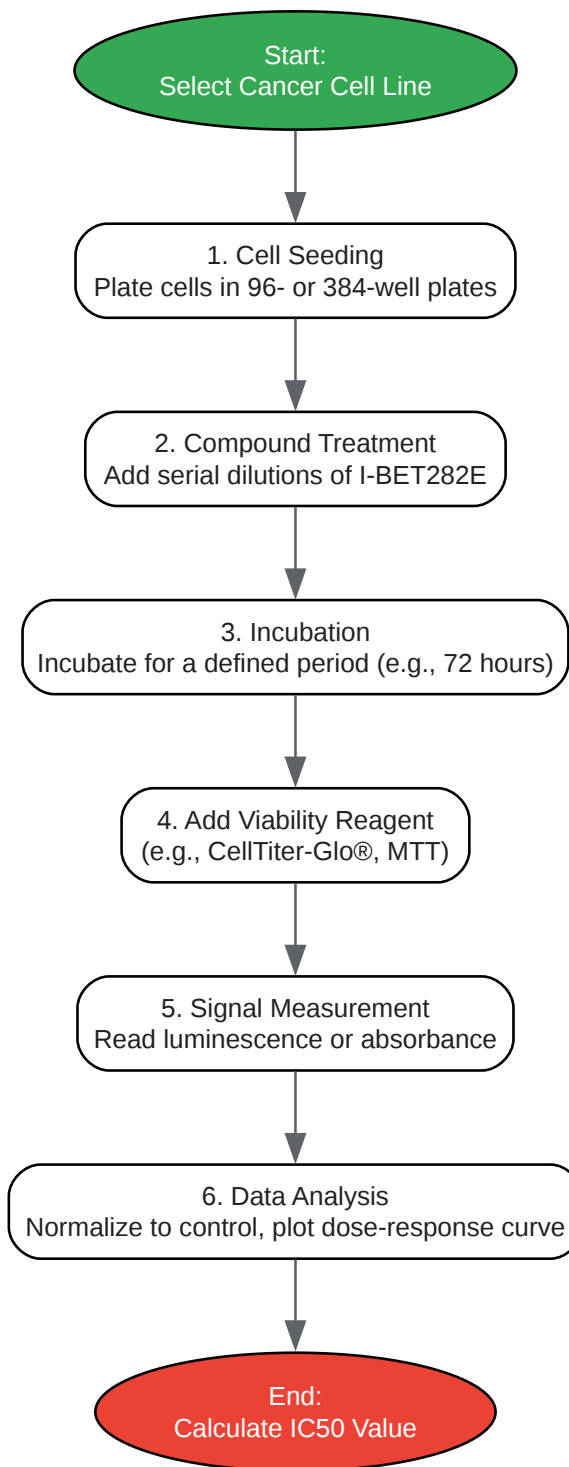 Start:
Select Cancer Cell Line
1. Cell Seeding
Plate cells in 96- or 384-well plates
2. Compound Treatment
Add serial dilutions of I-BET282E
3. Incubation
Incubate for a defined period (e.g., 72 hours)
4. Add Viability Reagent
(e.g., CellTiter-Glo®, MTT)
5. Signal Measurement
Read luminescence or absorbance
6. Data Analysis
Normalize to control, plot dose-response curve
End:
Calculate IC50 Value